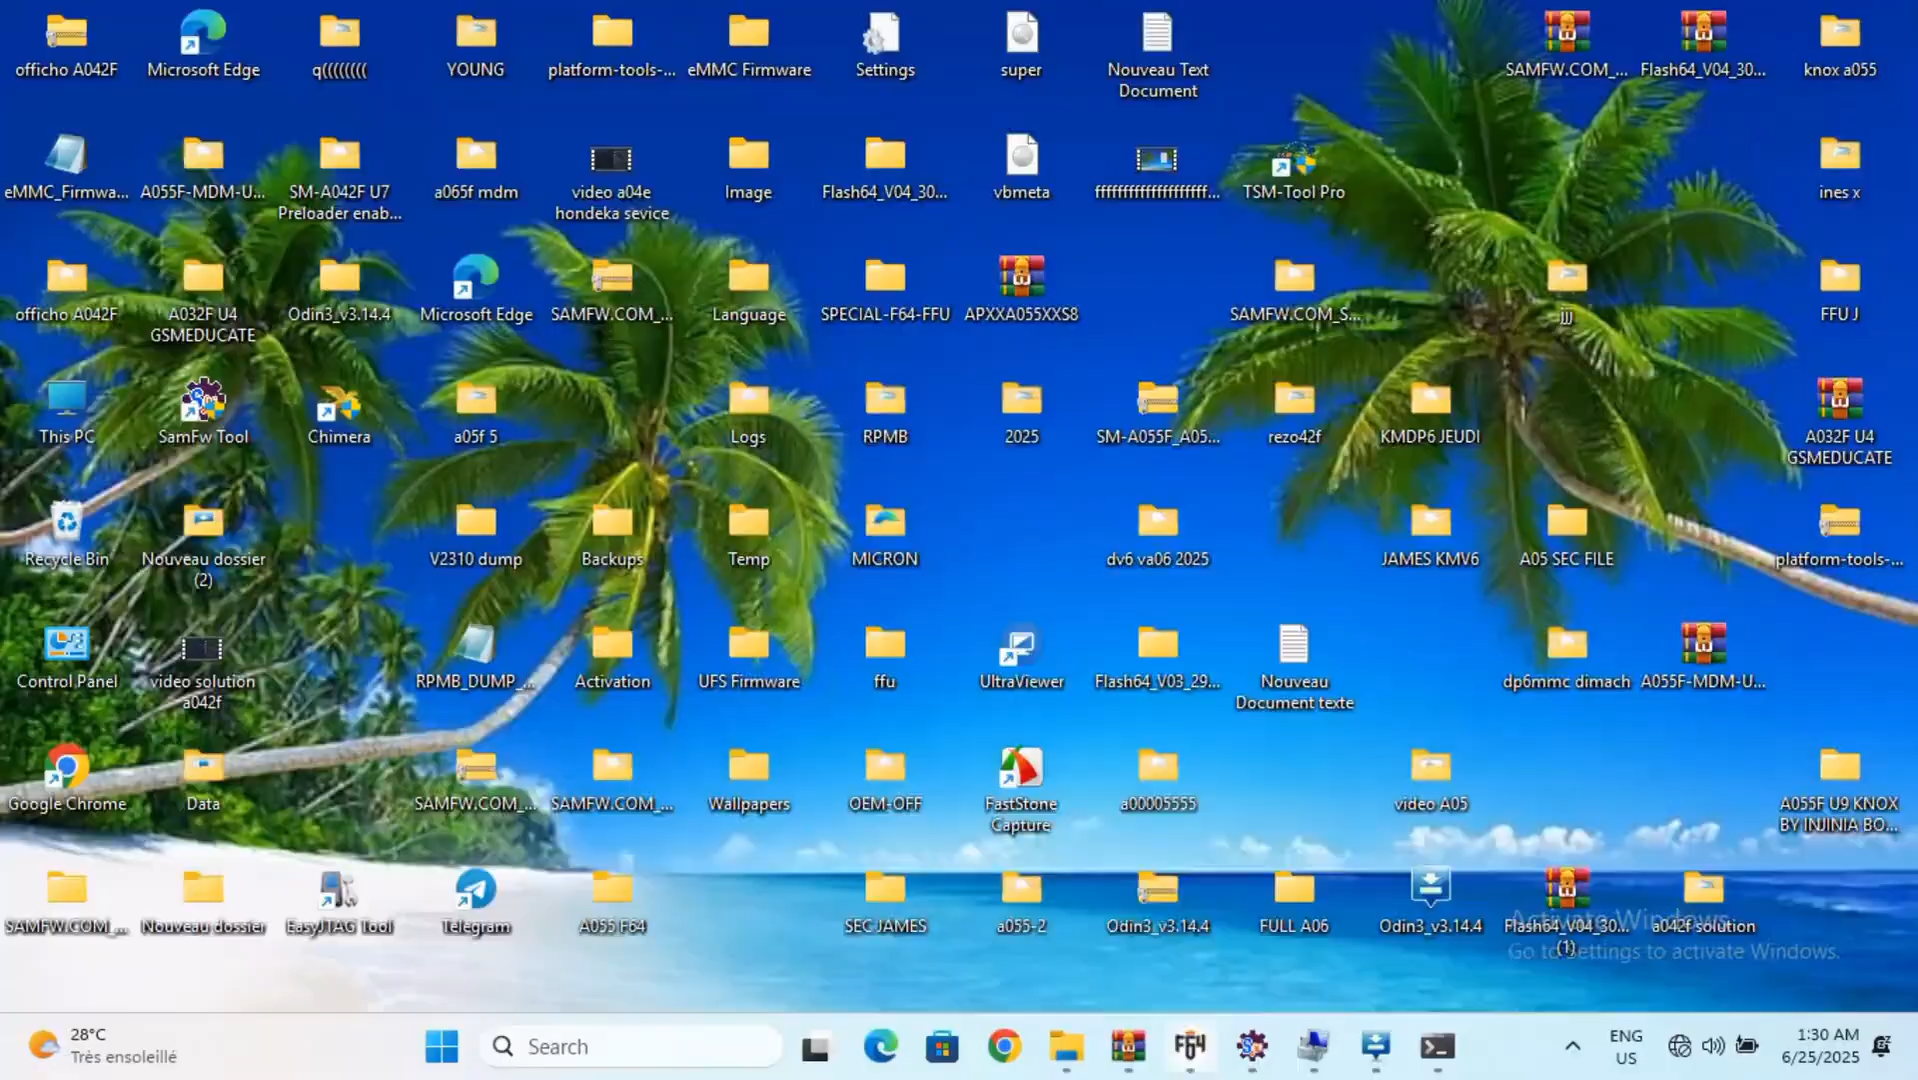 officho A042F
Microsoft Edge
q((((((((
YOUNG
platform-tools-...
eMMC Firmware
Settings
super
Nouveau Text
Document
SAMFW.COM_...
Flash64_V04_30...
knox a055
eMMC_Firmwa...
A055F-MDM-U...
SM-A042F U7
Preloader enab...
a065f mdm
video a04e
hondeka sevice
Image
Flash64_V04_30...
vbmeta
TSM-Tool Pro
ines x
officho A042F
A032F U4
GSMEDUCATE
Odin3_v3.14.4
Microsoft Edge
SAMFW.COM_...
Language
SPECIAL-F64-FFU
APXXA055XXS8
SAMFW.COM_S...
jjj
FFU J
This PC
SamFw Tool
Chimera
a05f 5
Logs
RPMB
2025
SM-A055F_A05...
rezo42f
KMDP6 JEUDI
A032F U4
GSMEDUCATE
Recycle Bin
Nouveau dossier
(2)
V2310 dump
Backups
Temp
MICRON
dv6 va06 2025
JAMES KMV6
A05 SEC FILE
platform-tools-...
Control Panel
video solution
a042f
RPMB_DUMP_...
Activation
UFS Firmware
ffu
UltraViewer
Flash64_V03_29...
Nouveau
Document texte
dp6mmc dimach
A055F-MDM-U...
Google Chrome
Data
SAMFW.COM_...
SAMFW.COM_...
Wallpapers
OEM-OFF
FastStone
Capture
a00005555
video A05
A055F U9 KNOX
BY INJINIA BO...
SAMFW.COM_...
Nouveau dossier
EasyJTAG Tool
Telegram
A055 F64
SEC JAMES
a055-2
Odin3_v3.14.4
FULL A06
Odin3_v3.14.4
Flash64_V04_30...
(1)
a042f solution
Activate Windows
Go to Settings to activate Windows.
28°C
Très ensoleillé
Search
F64
ENG
US
1:30 AM
6/25/2025